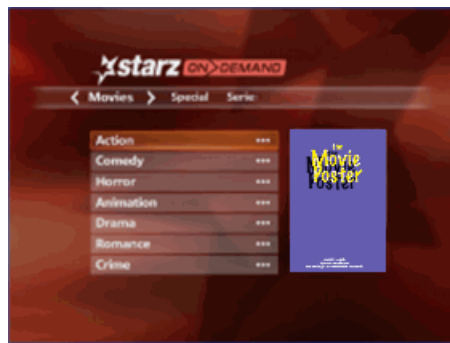 starz ON DEMAND
< Movies > Special Serie
Action •••
Comedy •••
Horror •••
Animation •••
Drama •••
Romance •••
Crime •••
the
Movie
Poster